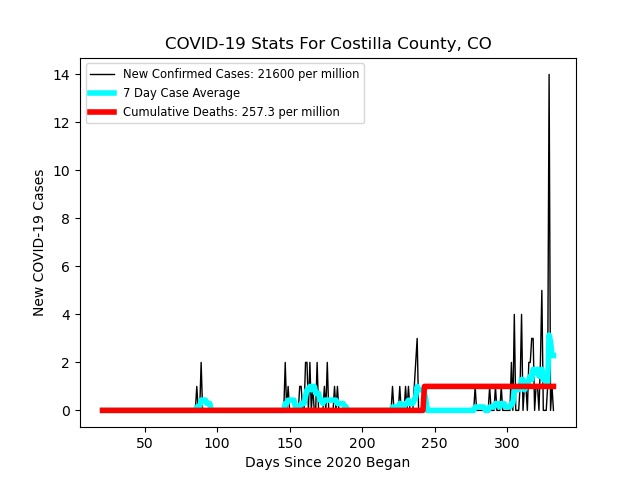 COVID-19 Stats For Costilla County, CO
New Confirmed Cases: 21600 per million
7 Day Case Average
Cumulative Deaths: 257.3 per million
New COVID-19 Cases
14
12
10
8
6
4
2
0
50 100 150 200 250 300
Days Since 2020 Began